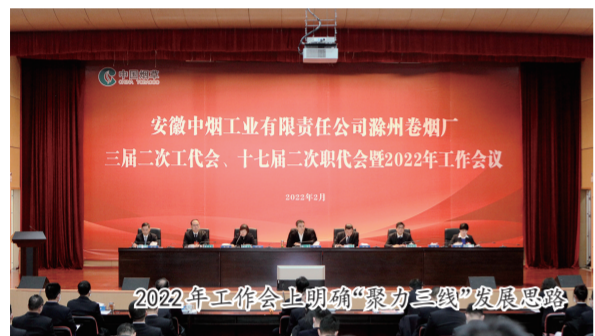 中国烟草
CHINA TOBACCO
安徽中烟工业有限责任公司滁州卷烟厂
三届二次工代会、十七届二次职代会暨2022年工作会议
2022年2月
2022年工作会上明确“聚力三线”发展思路